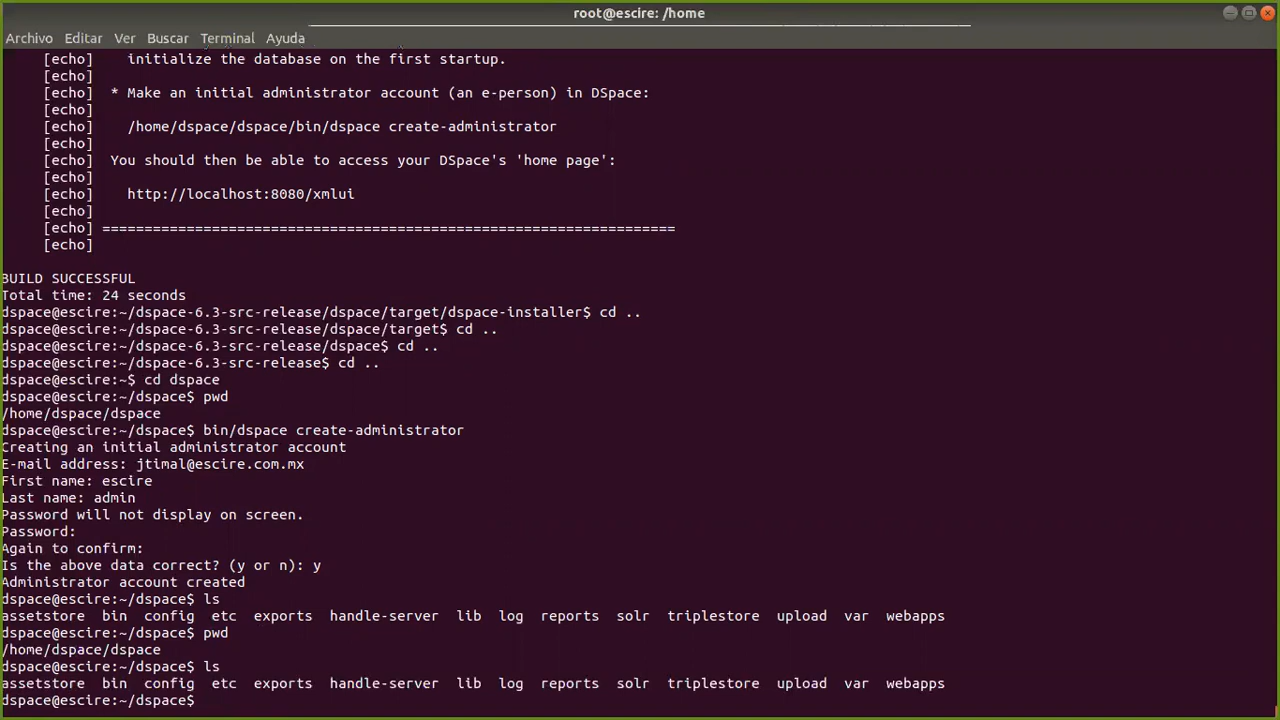 root@escire: /home
Archivo Editar Ver Buscar Terminal Ayuda
[echo] initialize the database on the first startup.
[echo]
[echo] * Make an initial administrator account (an e-person) in DSpace:
[echo]
[echo] /home/dspace/dspace/bin/dspace create-administrator
[echo]
[echo] You should then be able to access your DSpace's 'home page':
[echo]
[echo] http://localhost:8080/xmlui
[echo]
[echo] ====================================================================
[echo]
BUILD SUCCESSFUL
Total time: 24 seconds
dspace@escire:~/dspace-6.3-src-release/dspace/target/dspace-installer$ cd ..
dspace@escire:~/dspace-6.3-src-release/dspace/target$ cd ..
dspace@escire:~/dspace-6.3-src-release/dspace$ cd ..
dspace@escire:~/dspace-6.3-src-release$ cd ..
dspace@escire:~$ cd dspace
dspace@escire:~/dspace$ pwd
/home/dspace/dspace
dspace@escire:~/dspace$ bin/dspace create-administrator
Creating an initial administrator account
E-mail address: jtimal@escire.com.mx
First name: escire
Last name: admin
Password will not display on screen.
Password:
Again to confirm:
Is the above data correct? (y or n): y
Administrator account created
dspace@escire:~/dspace$ ls
assetstore bin config etc exports handle-server lib log reports solr triplestore upload var webapps
dspace@escire:~/dspace$ pwd
/home/dspace/dspace
dspace@escire:~/dspace$ ls
assetstore bin config etc exports handle-server lib log reports solr triplestore upload var webapps
dspace@escire:~/dspace$